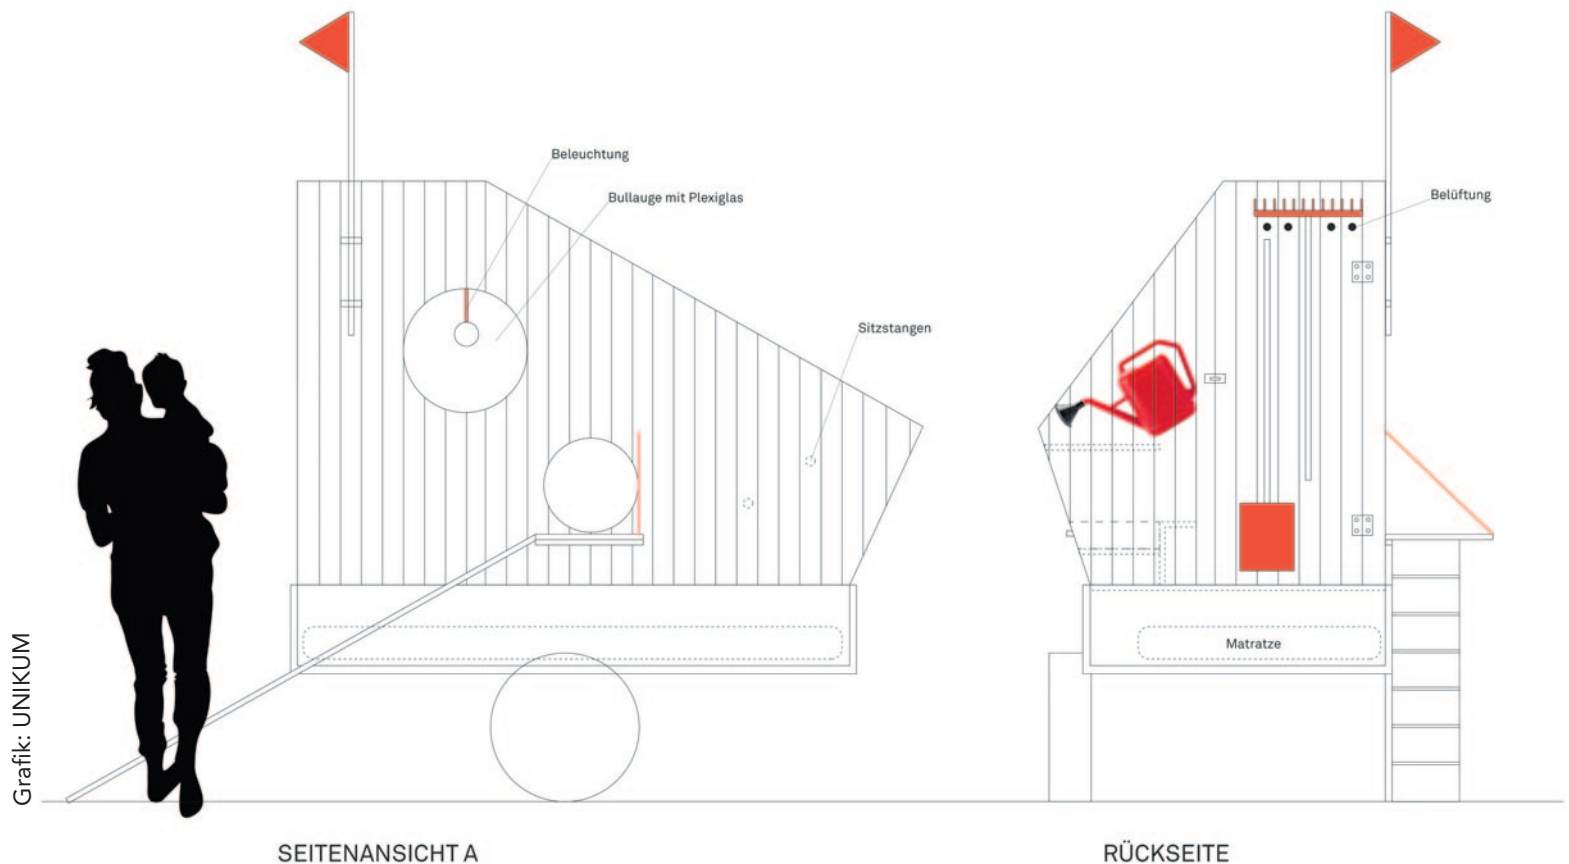 Beleuchtung
Bullauge mit Plexiglas
Sitzstangen
Belüftung
Matratze
Grafik: UNIKUM
SEITENANSICHT A
RÜCKSEITE